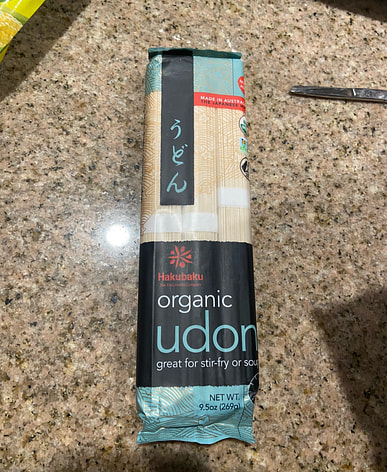 MADE IN AUSTRALIA
うどん
Hakubaku
organic
udon
great for stir-fry or sou
NET WT.
9.5oz (269g)